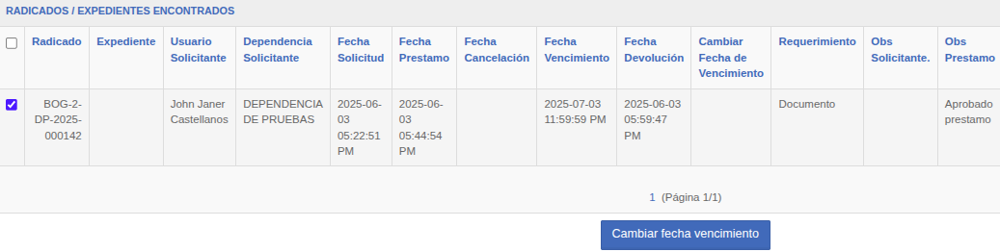 RADICADOS / EXPEDIENTES ENCONTRADOS
Radicado Expediente Usuario Solicitante Dependencia Solicitante Fecha Solicitud Fecha Prestamo Fecha Cancelación Fecha Vencimiento Fecha Devolución Cambiar Fecha de Vencimiento Requerimiento Obs Solicitante. Obs Prestamo
BOG-2-DP-2025-000142 John Janer Castellanos DEPENDENCIA DE PRUEBAS 2025-06-03 05:22:51 PM 2025-06-03 05:44:54 PM 2025-07-03 11:59:59 PM 2025-06-03 05:59:47 PM Documento Aprobado prestamo
1 (Página 1/1)
Cambiar fecha vencimiento